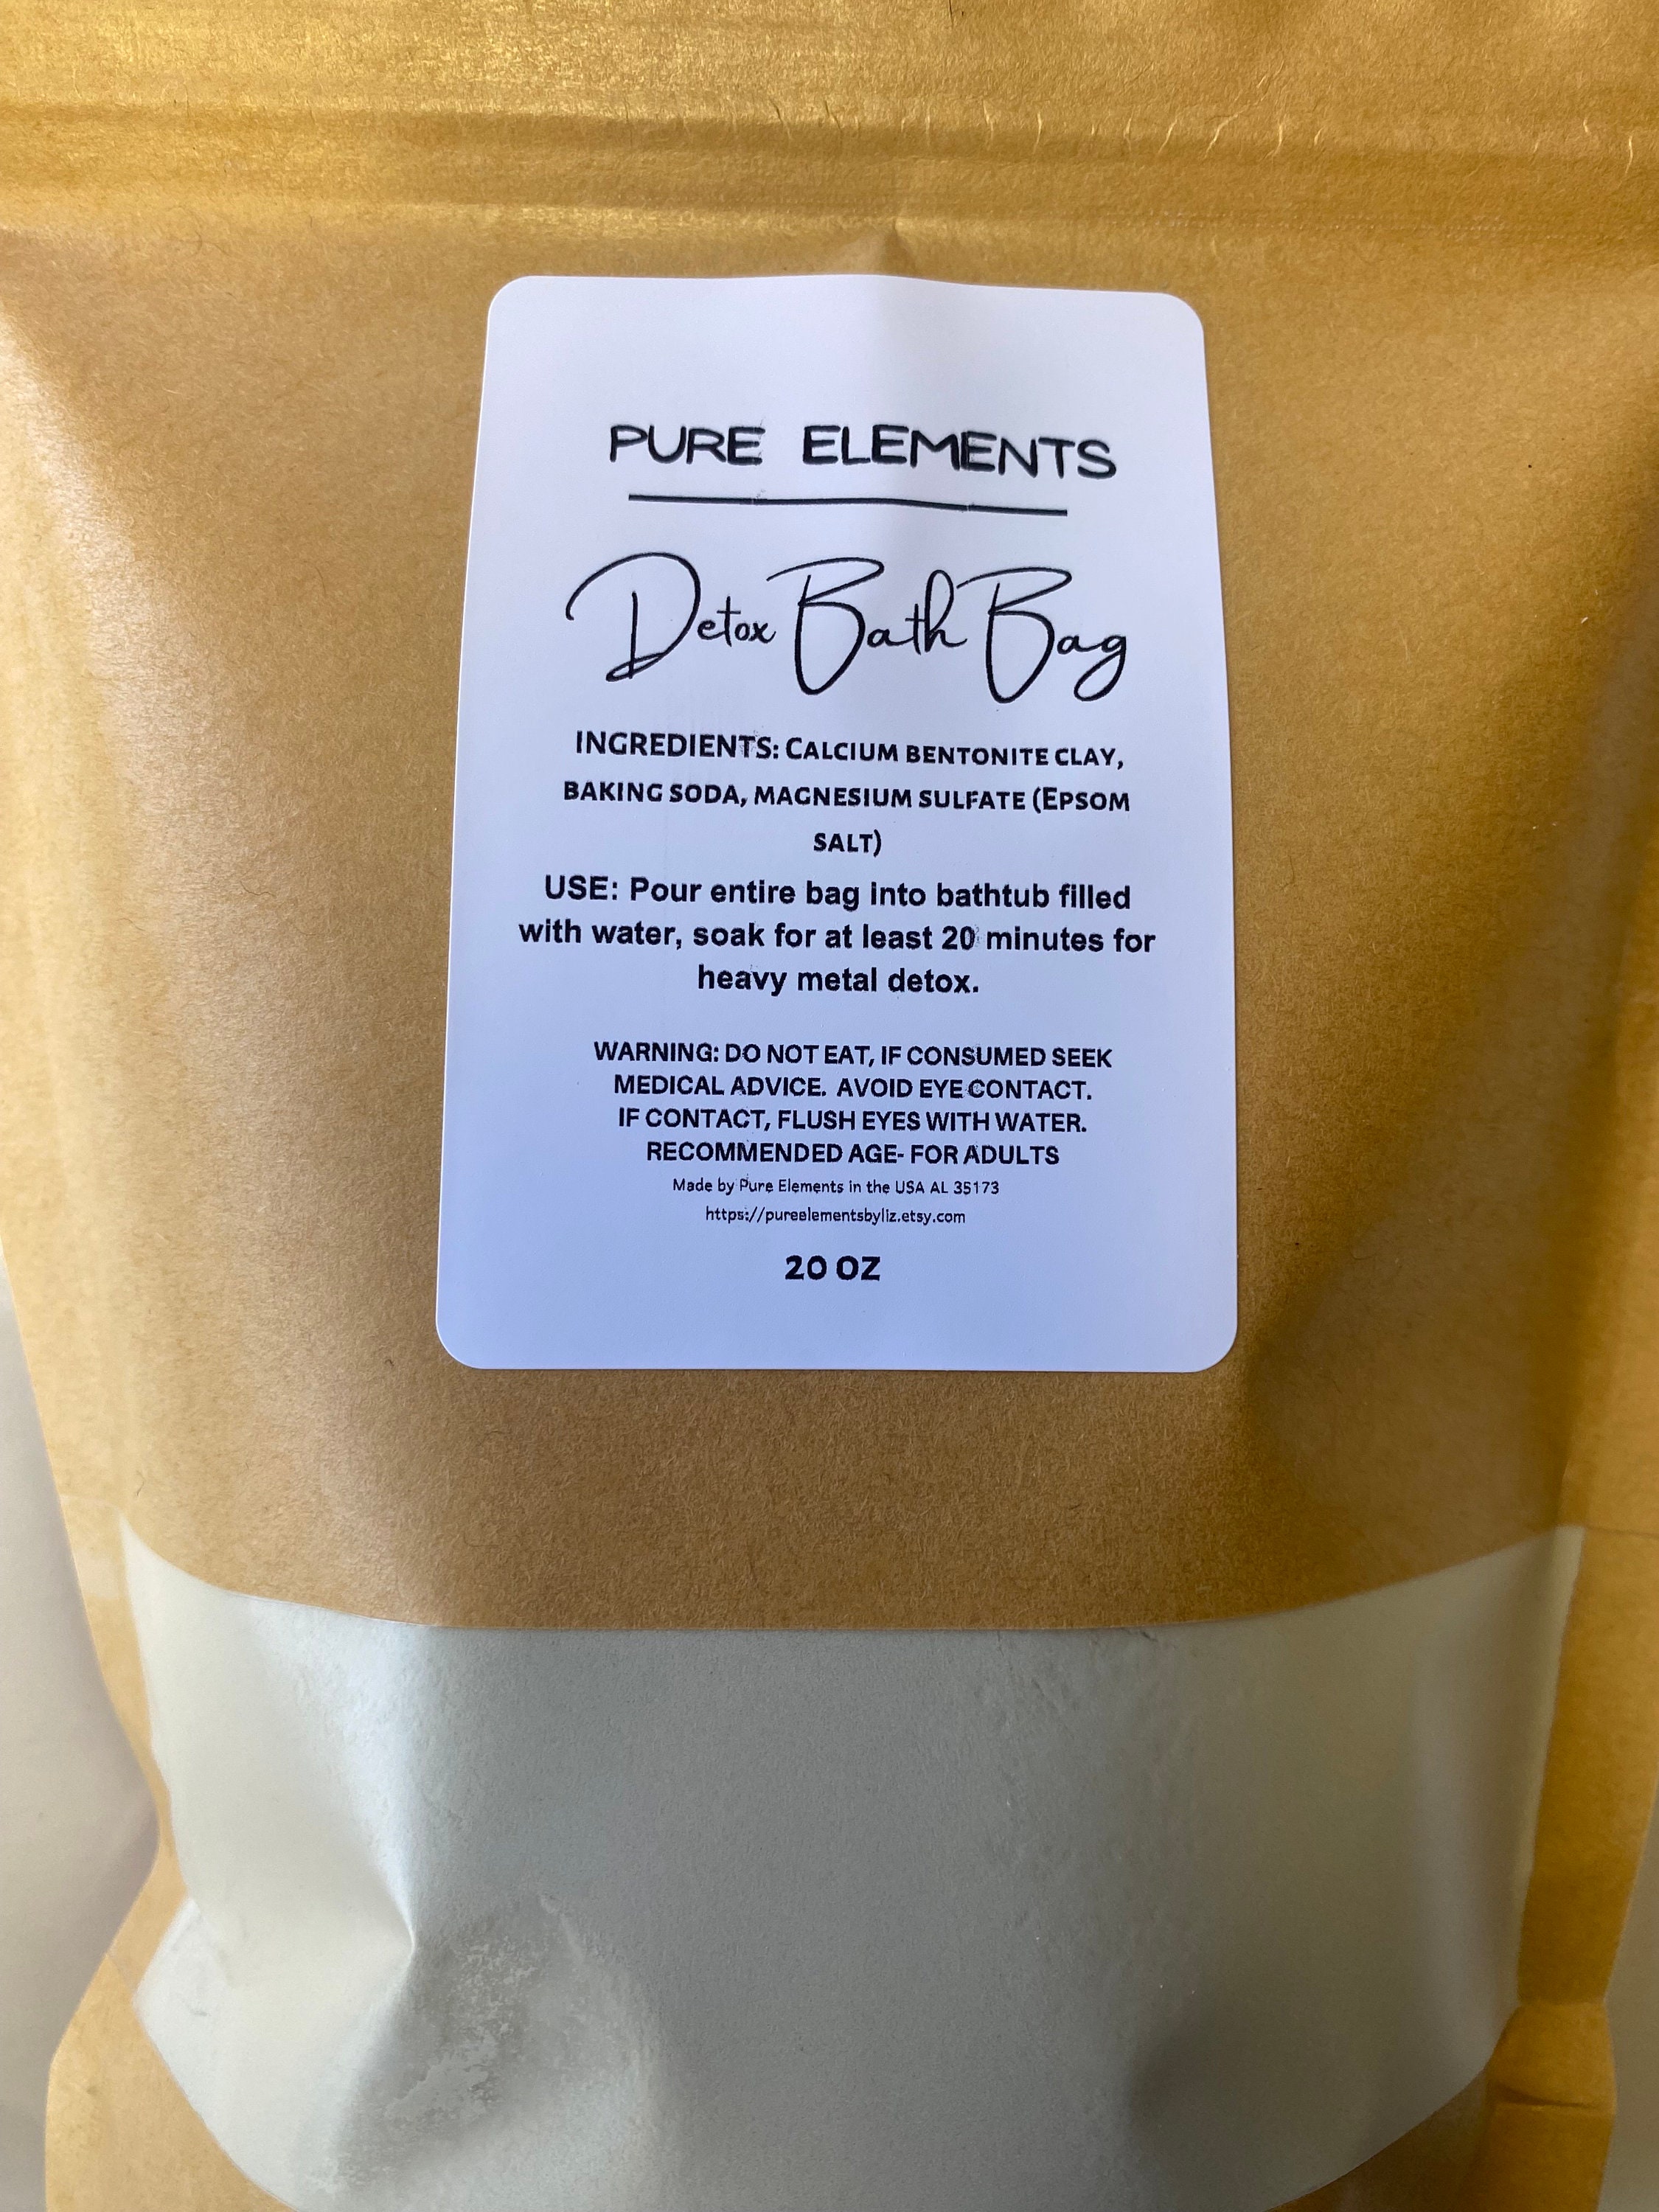 PURE ELEMENTS
Detox Bath Bag
INGREDIENTS: CALCIUM BENTONITE CLAY,
BAKING SODA, MAGNESIUM SULFATE (EPSOM
SALT)
USE: Pour entire bag into bathtub filled
with water, soak for at least 20 minutes for
heavy metal detox.
WARNING: DO NOT EAT, IF CONSUMED SEEK
MEDICAL ADVICE. AVOID EYE CONTACT.
IF CONTACT, FLUSH EYES WITH WATER.
RECOMMENDED AGE- FOR ADULTS
Made by Pure Elements in the USA AL 35173
https://pureelementsbyliz.etsy.com
20 OZ